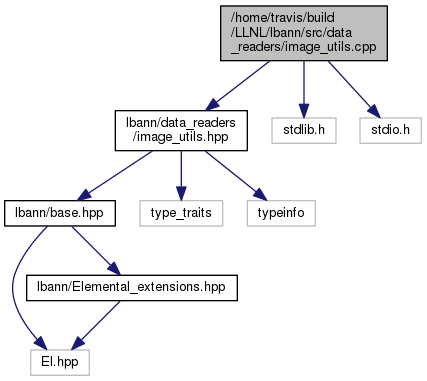 /home/travis/build
/LLNL/lbann/src/data
_readers/image_utils.cpp
lbann/data_readers
/image_utils.hpp
stdlib.h
stdio.h
lbann/base.hpp
type_traits
typeinfo
lbann/Elemental_extensions.hpp
El.hpp